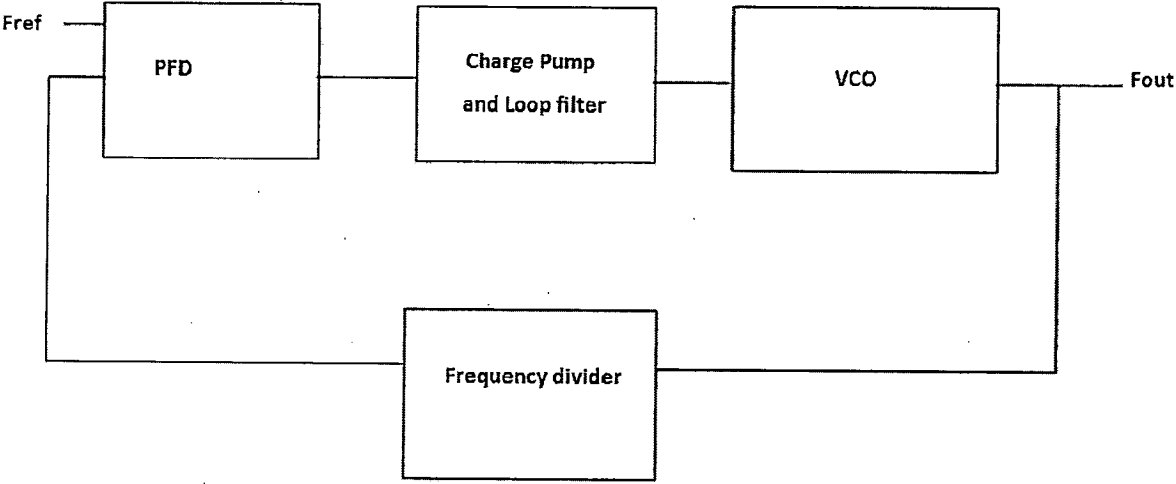 Fref
PFD
Charge Pump
and Loop filter
VCO
Fout
Frequency divider